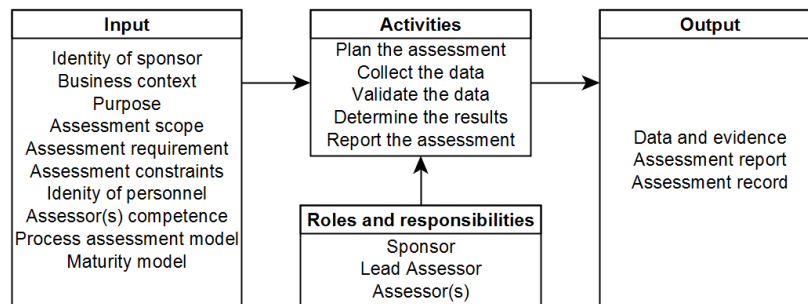 Input
Identity of sponsor
Business context
Purpose
Assessment scope
Assessment requirement
Assessment constraints
Idenity of personnel
Assessor(s) competence
Process assessment model
Maturity model
Activities
Plan the assessment
Collect the data
Validate the data
Determine the results
Report the assessment
Roles and responsibilities
Sponsor
Lead Assessor
Assessor(s)
Output
Data and evidence
Assessment report
Assessment record